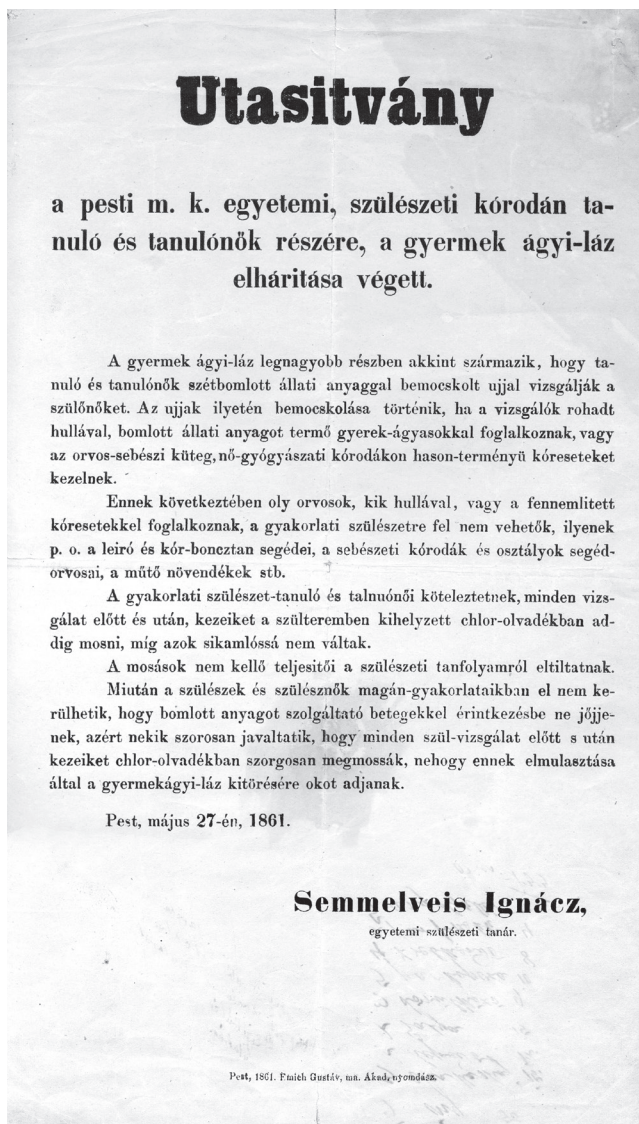 Utasitvány
a pesti m. k. egyetemi, szülészeti kórodán ta-
nuló és tanulónők részére, a gyermek ágyi-láz
elháritása végett.
A gyermek ágyi-láz legnagyobb részben akkint származik, hogy ta-
nuló és tanulónők szétbomlott állati anyaggal bemocskolt ujjal vizsgálják a
szülőnőket. Az ujjak ilyetén bemocskolása történik, ha a vizsgálók rohadt
hullával, bomlott állati anyagot termő gyerek-ágyasokkal foglalkoznak, vagy
az orvos-sebészi küteg, nő-gyógyászati kórodákon hason-terményü kóreseteket
kezelnek.
Ennek következtében oly orvosok, kik hullával, vagy a fennemlitett
kóresetekkel foglalkoznak, a gyakorlati szülészetre fel nem vehetők, ilyenek
p. o. a leiró és kór-boncztan segédei, a sebészeti kórodák és osztályok segéd-
orvosai, a műtő növendékek stb.
A gyakorlati szülészet-tanuló és talnuónői köteleztetnek, minden vizs-
gálat előtt és után, kezeiket a szülteremben kihelyzett chlor-olvadékban ad-
dig mosni, míg azok sikamlóssá nem váltak.
A mosások nem kellő teljesitői a szülészeti tanfolyamról eltiltatnak.
Miután a szülészek és szülésznők magán-gyakorlataikban el nem ke-
rülhetik, hogy bomlott anyagot szolgáltató betegekkel érintkezésbe ne jőjje-
nek, azért nekik szorosan javaltatik, hogy minden szül-vizsgálat előtt s után
kezeiket chlor-olvadékban szorgosan megmossák, nehogy ennek elmulasztása
által a gyermekágyi-láz kitörésére okot adjanak.
Pest, május 27-én, 1861.
Semmelveis Ignácz,
egyetemi szülészeti tanár.
Pest, 1861. Gustáv, Akad. nyomdász.